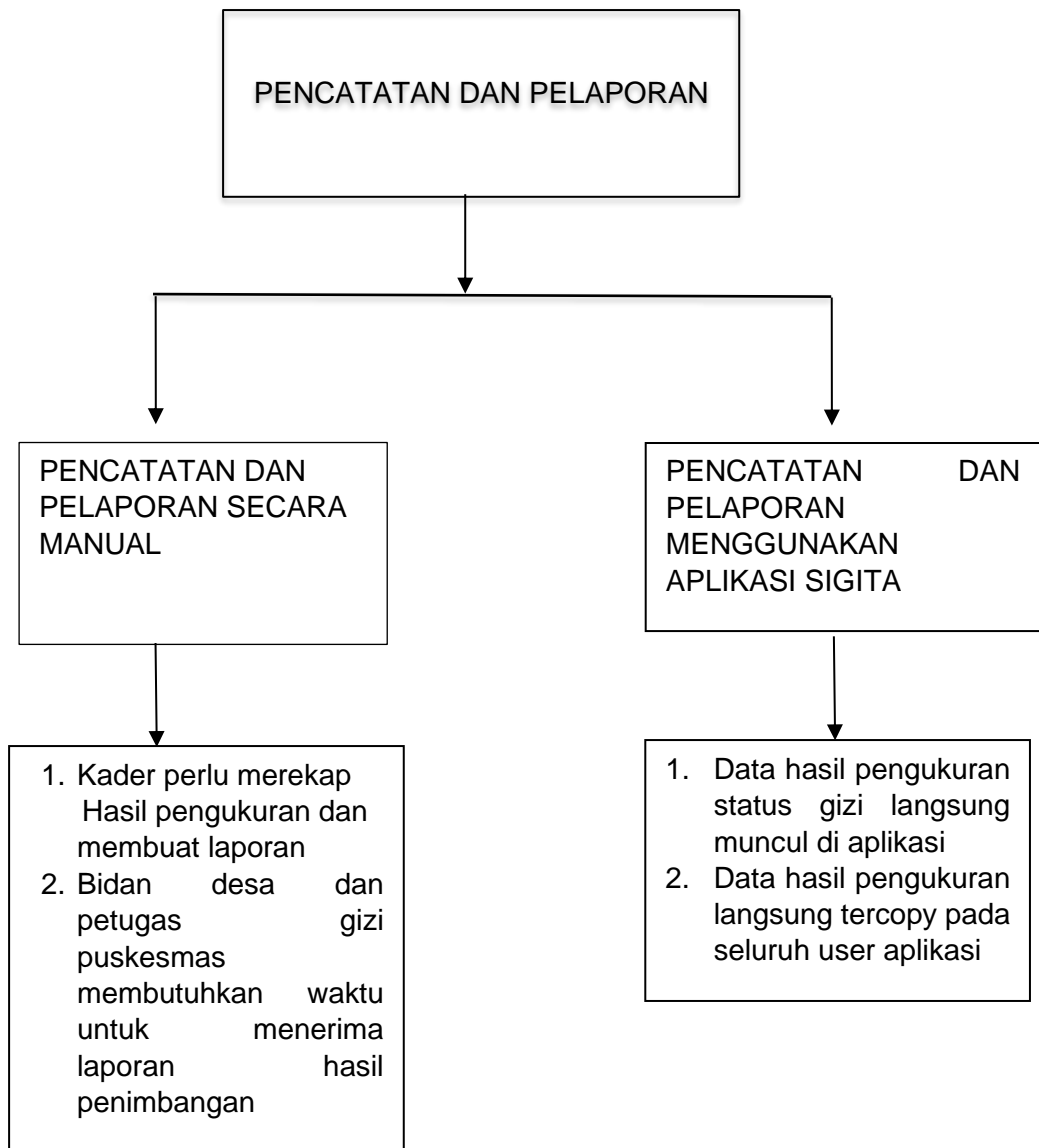 PENCATATAN DAN PELAPORAN
PENCATATAN DAN
PELAPORAN SECARA
MANUAL
PENCATATAN DAN
PELAPORAN
MENGGUNAKAN
APLIKASI SIGITA
1. Kader perlu merekap
Hasil pengukuran dan
membuat laporan
2. Bidan desa dan
petugas gizi
puskesmas
membutuhkan waktu
untuk menerima
laporan hasil
penimbangan
1. Data hasil pengukuran
status gizi langsung
muncul di aplikasi
2. Data hasil pengukuran
langsung tercopy pada
seluruh user aplikasi